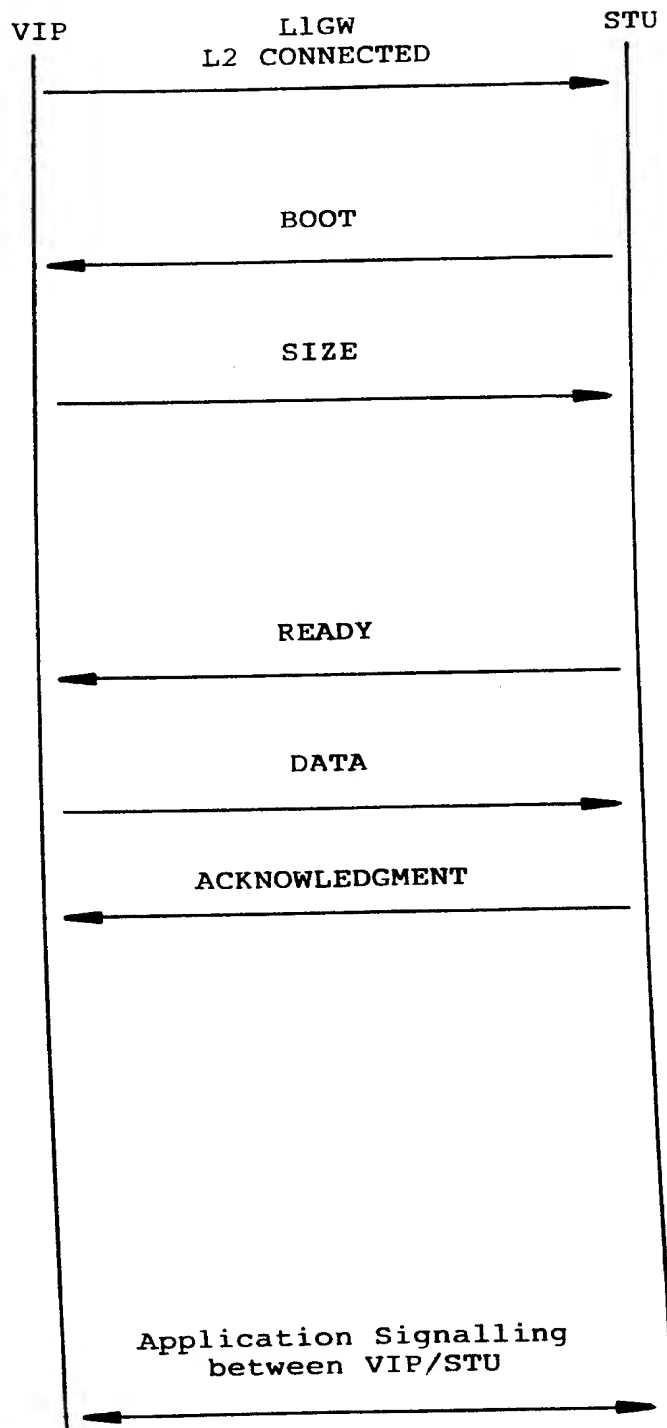 VIP L1GW STU
L2 CONNECTED
BOOT
SIZE
READY
DATA
ACKNOWLEDGMENT
Application Signalling
between VIP/STU